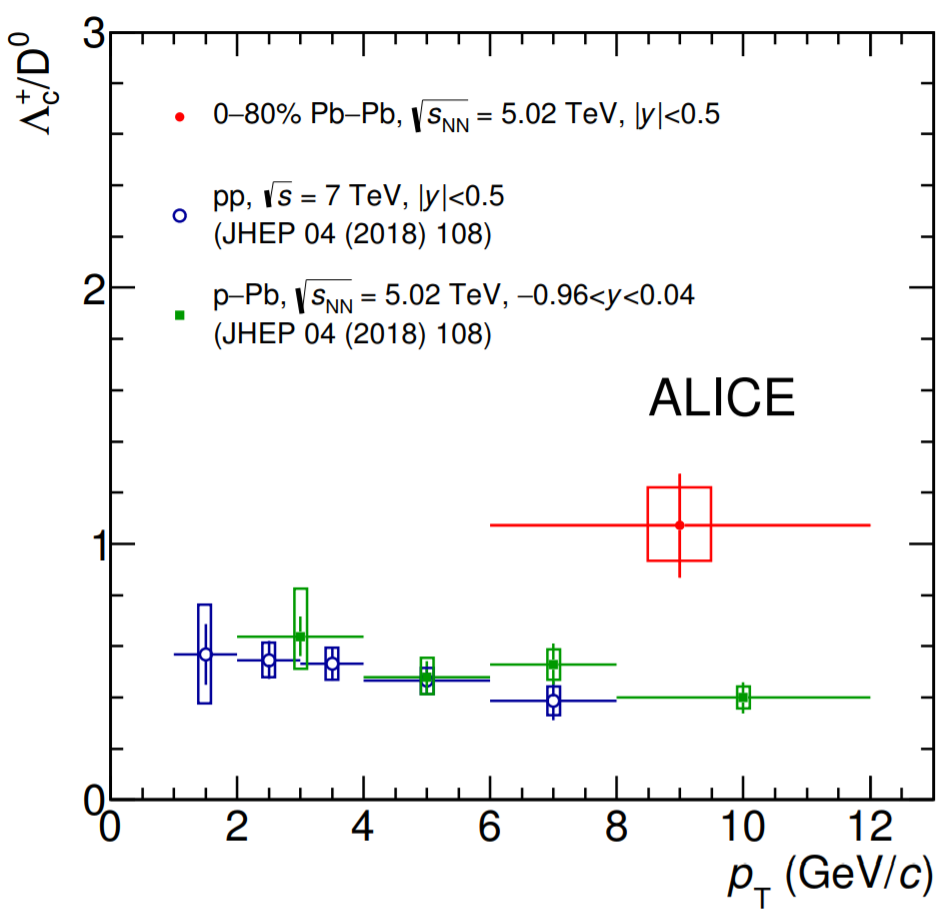 Λc+/D0
3
0–80% Pb–Pb, √sNN = 5.02 TeV, |y|<0.5
pp, √s = 7 TeV, |y|<0.5
(JHEP 04 (2018) 108)
2
p–Pb, √sNN = 5.02 TeV, –0.96<y<0.04
(JHEP 04 (2018) 108)
ALICE
1
0
0 2 4 6 8 10 12
pT (GeV/c)